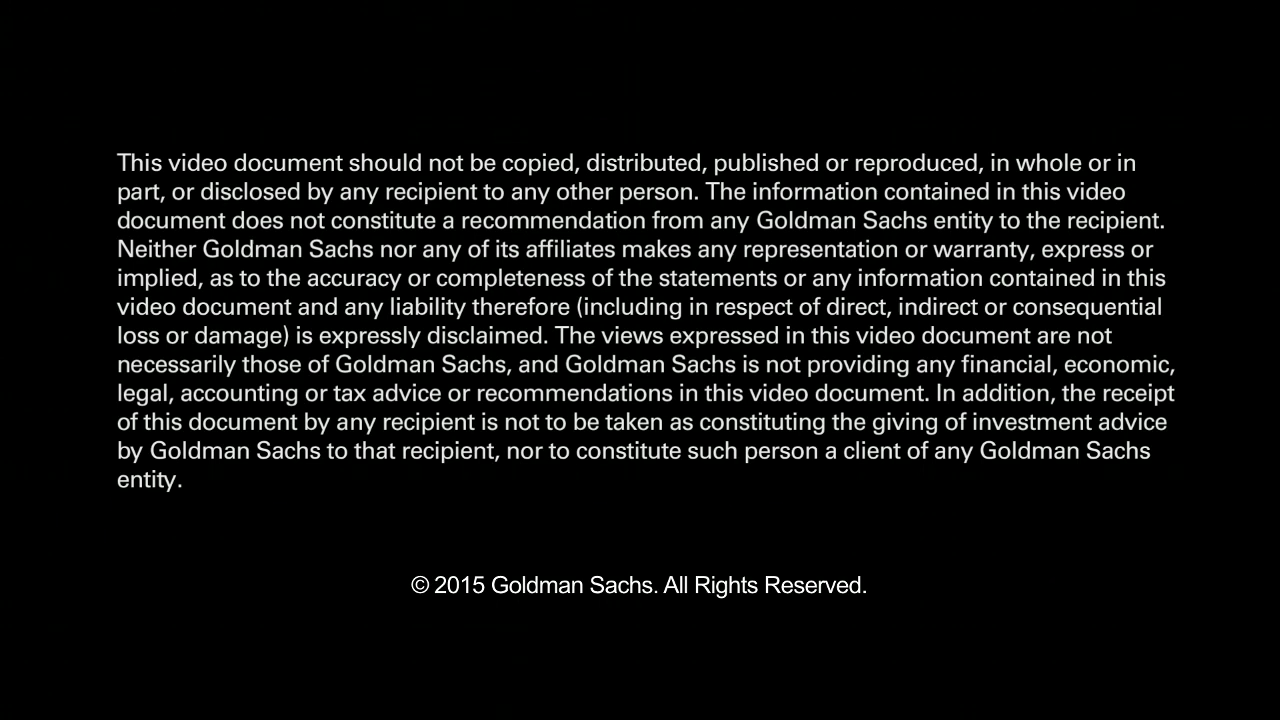 This video document should not be copied, distributed, published or reproduced, in whole or in
part, or disclosed by any recipient to any other person. The information contained in this video
document does not constitute a recommendation from any Goldman Sachs entity to the recipient.
Neither Goldman Sachs nor any of its affiliates makes any representation or warranty, express or
implied, as to the accuracy or completeness of the statements or any information contained in this
video document and any liability therefore (including in respect of direct, indirect or consequential
loss or damage) is expressly disclaimed. The views expressed in this video document are not
necessarily those of Goldman Sachs, and Goldman Sachs is not providing any financial, economic,
legal, accounting or tax advice or recommendations in this video document. In addition, the receipt
of this document by any recipient is not to be taken as constituting the giving of investment advice
by Goldman Sachs to that recipient, nor to constitute such person a client of any Goldman Sachs
entity.
© 2015 Goldman Sachs. All Rights Reserved.